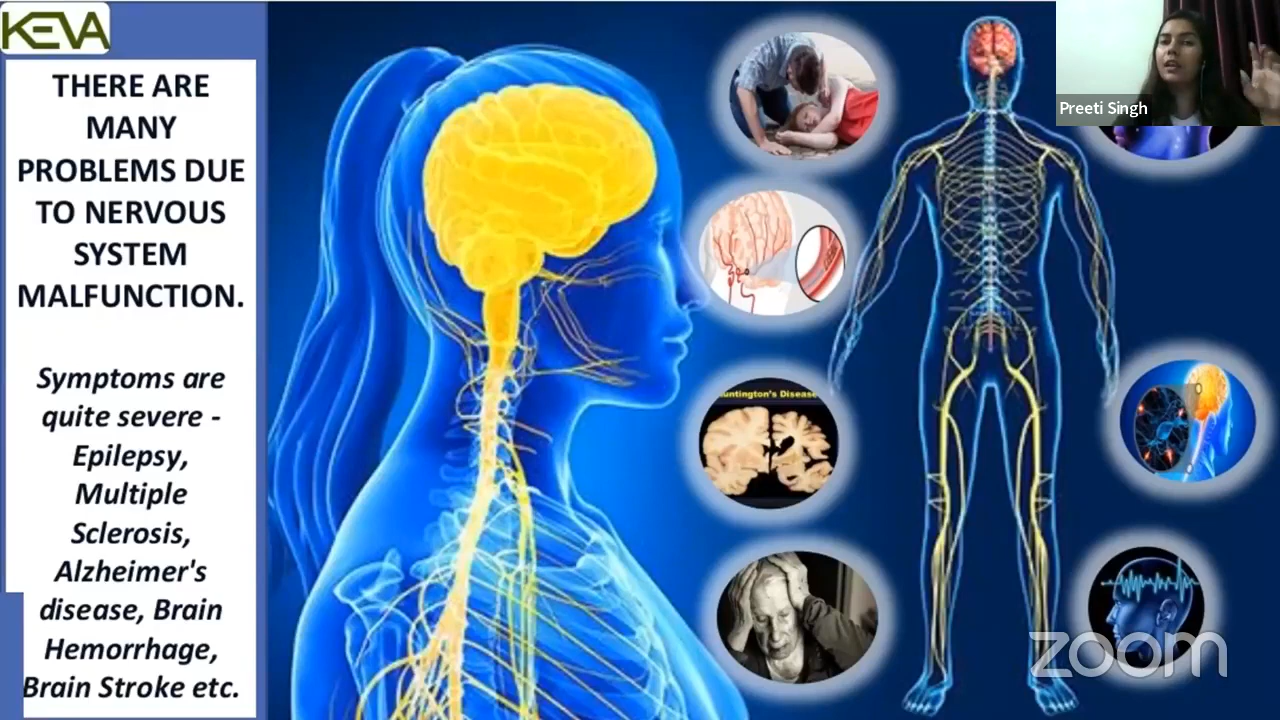 KEVA
THERE ARE
MANY
PROBLEMS DUE
TO NERVOUS
SYSTEM
MALFUNCTION.
Symptoms are
quite severe -
Epilepsy,
Multiple
Sclerosis,
Alzheimer's
disease, Brain
Hemorrhage,
Brain Stroke etc.
untington's Disease
Preeti Singh
zoom